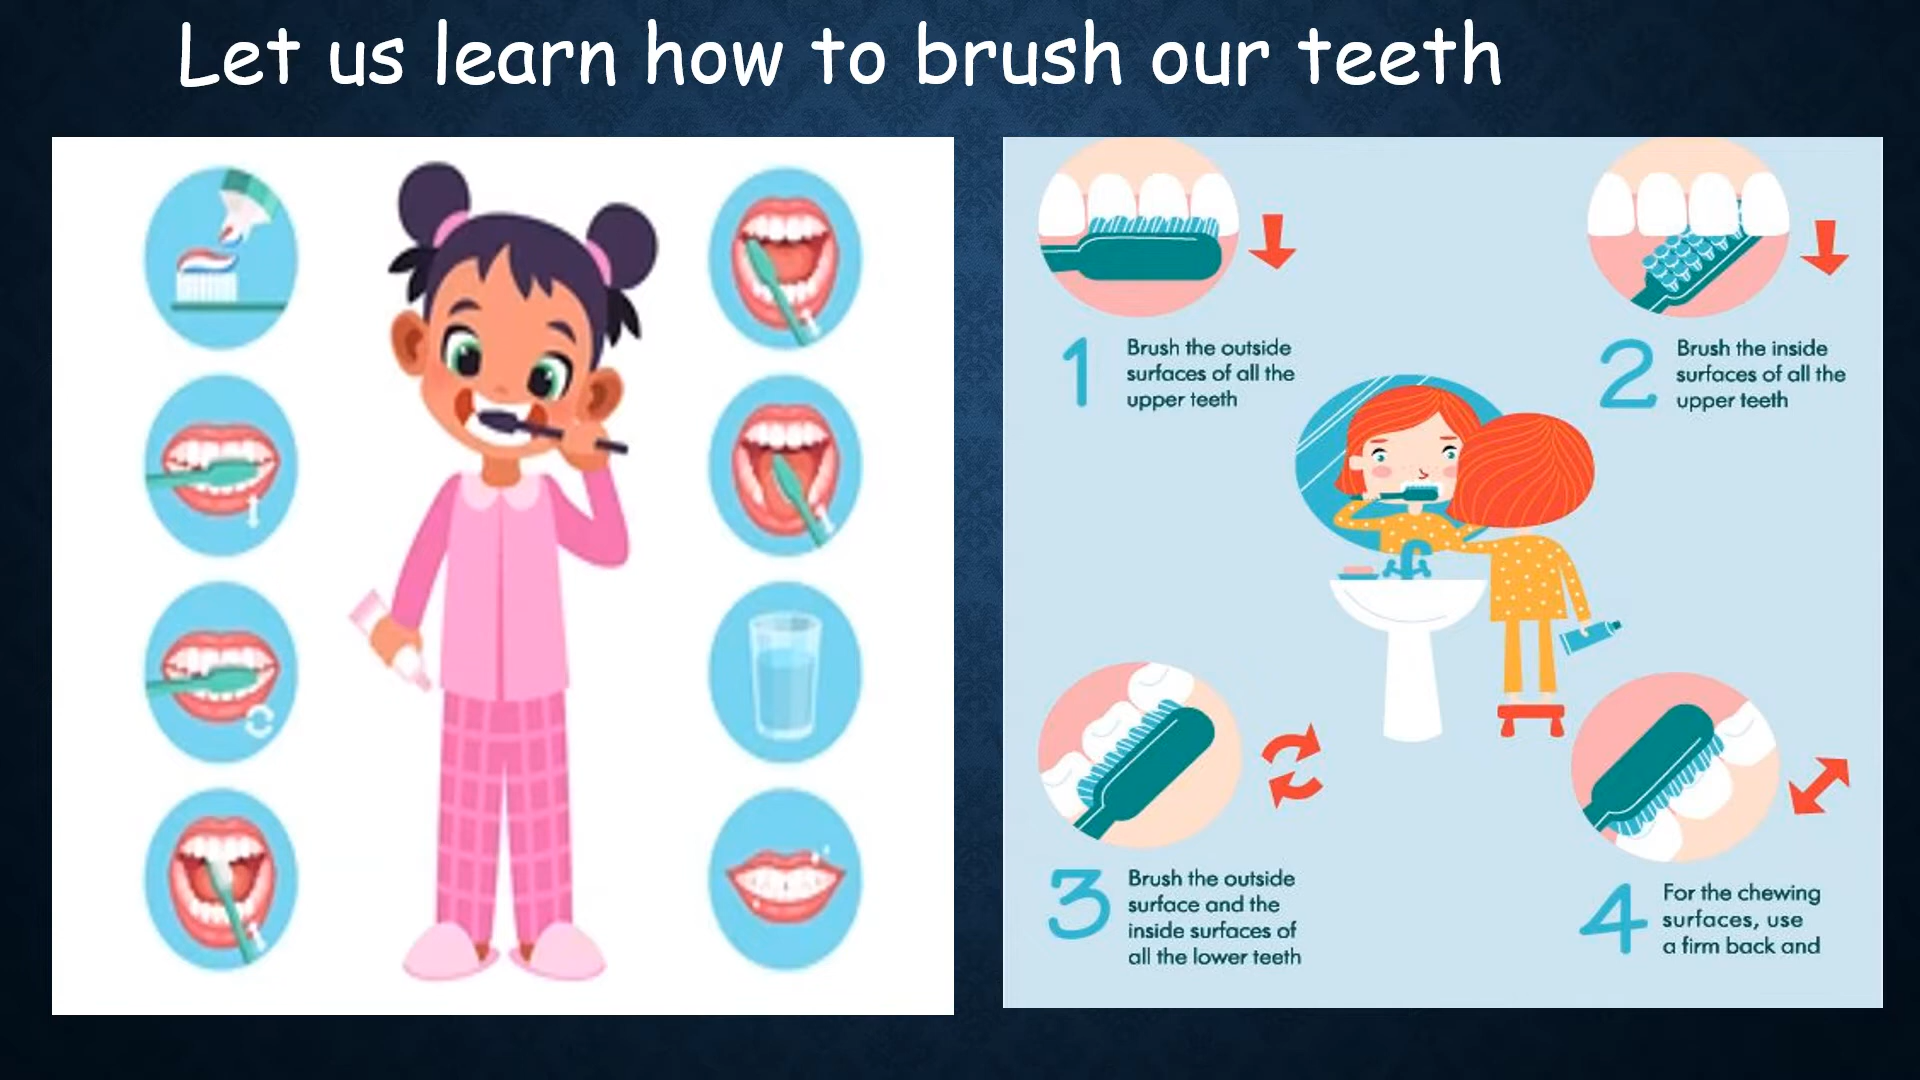 Let us learn how to brush our teeth
1
Brush the outside
surfaces of all the
upper teeth
2
Brush the inside
surfaces of all the
upper teeth
3
Brush the outside
surface and the
inside surfaces of
all the lower teeth
4
For the chewing
surfaces, use
a firm back and